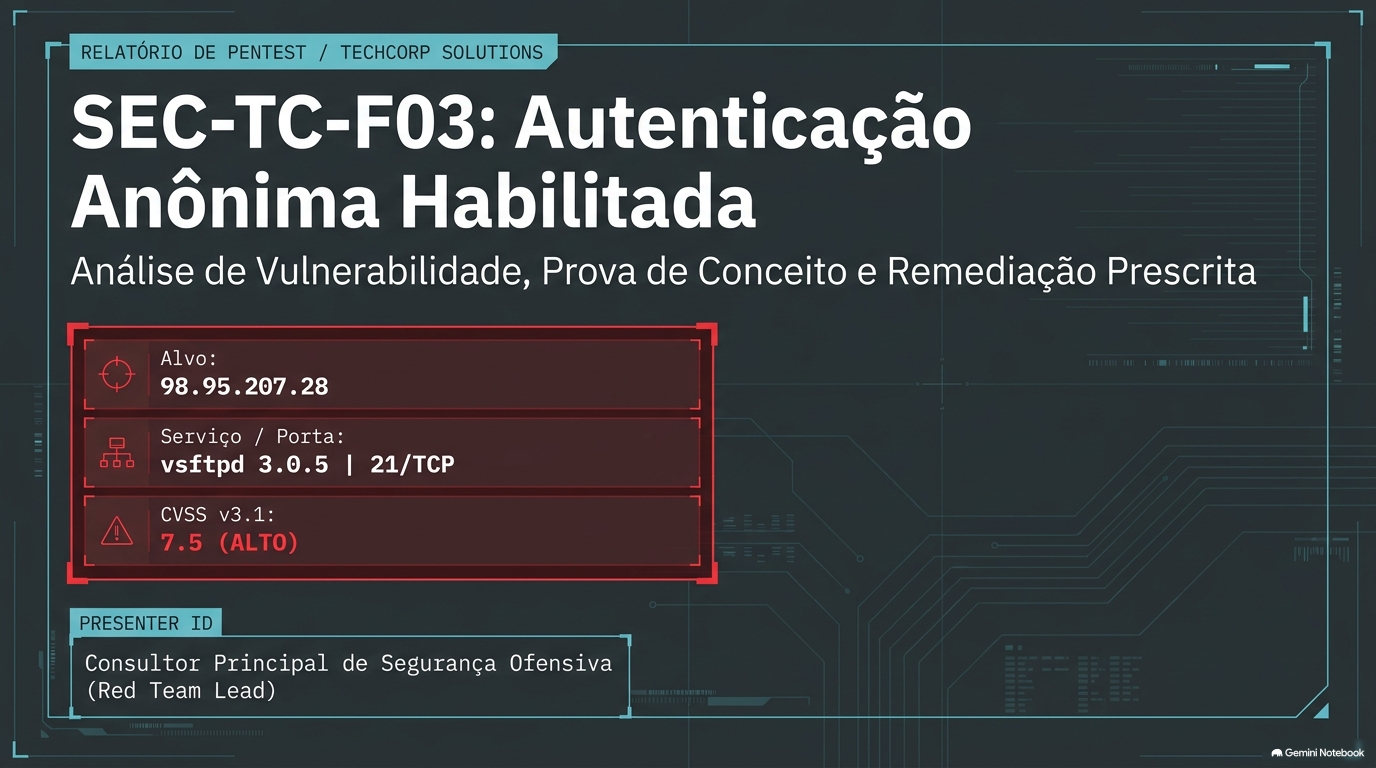 RELATÓRIO DE PENTEST / TECHCORP SOLUTIONS
SEC-TC-F03: Autenticação
Anônima Habilitada
Análise de Vulnerabilidade, Prova de Conceito e Remediação Prescrita
Alvo:
98.95.207.28
Serviço / Porta:
vsftpd 3.0.5 | 21/TCP
CVSS v3.1:
7.5 (ALTO)
PRESENTER ID
Consultor Principal de Segurança Ofensiva
(Red Team Lead)
Gemini Notebook